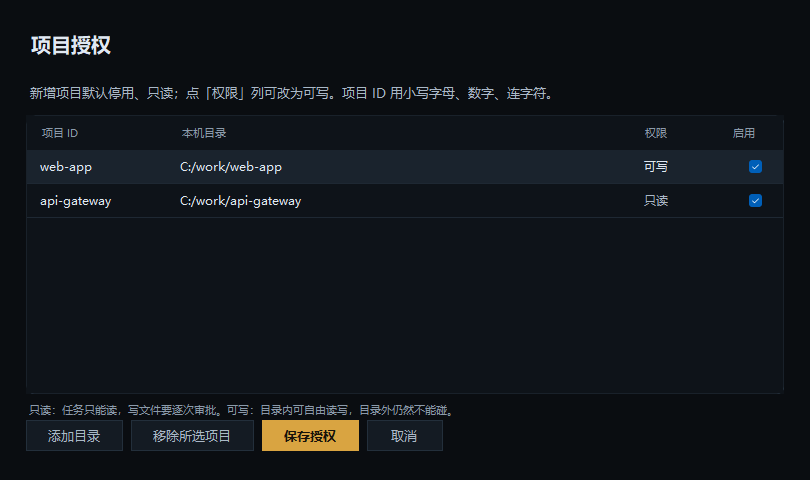 项目授权
新增项目默认停用、只读；点「权限」列可改为可写。项目 ID 用小写字母、数字、连字符。
项目 ID 本机目录 权限 启用
web-app C:/work/web-app 可写
api-gateway C:/work/api-gateway 只读
只读：任务只能读，写文件要逐次审批。可写：目录内可自由读写，目录外仍然不能碰。
添加目录 移除所选项目 保存授权 取消